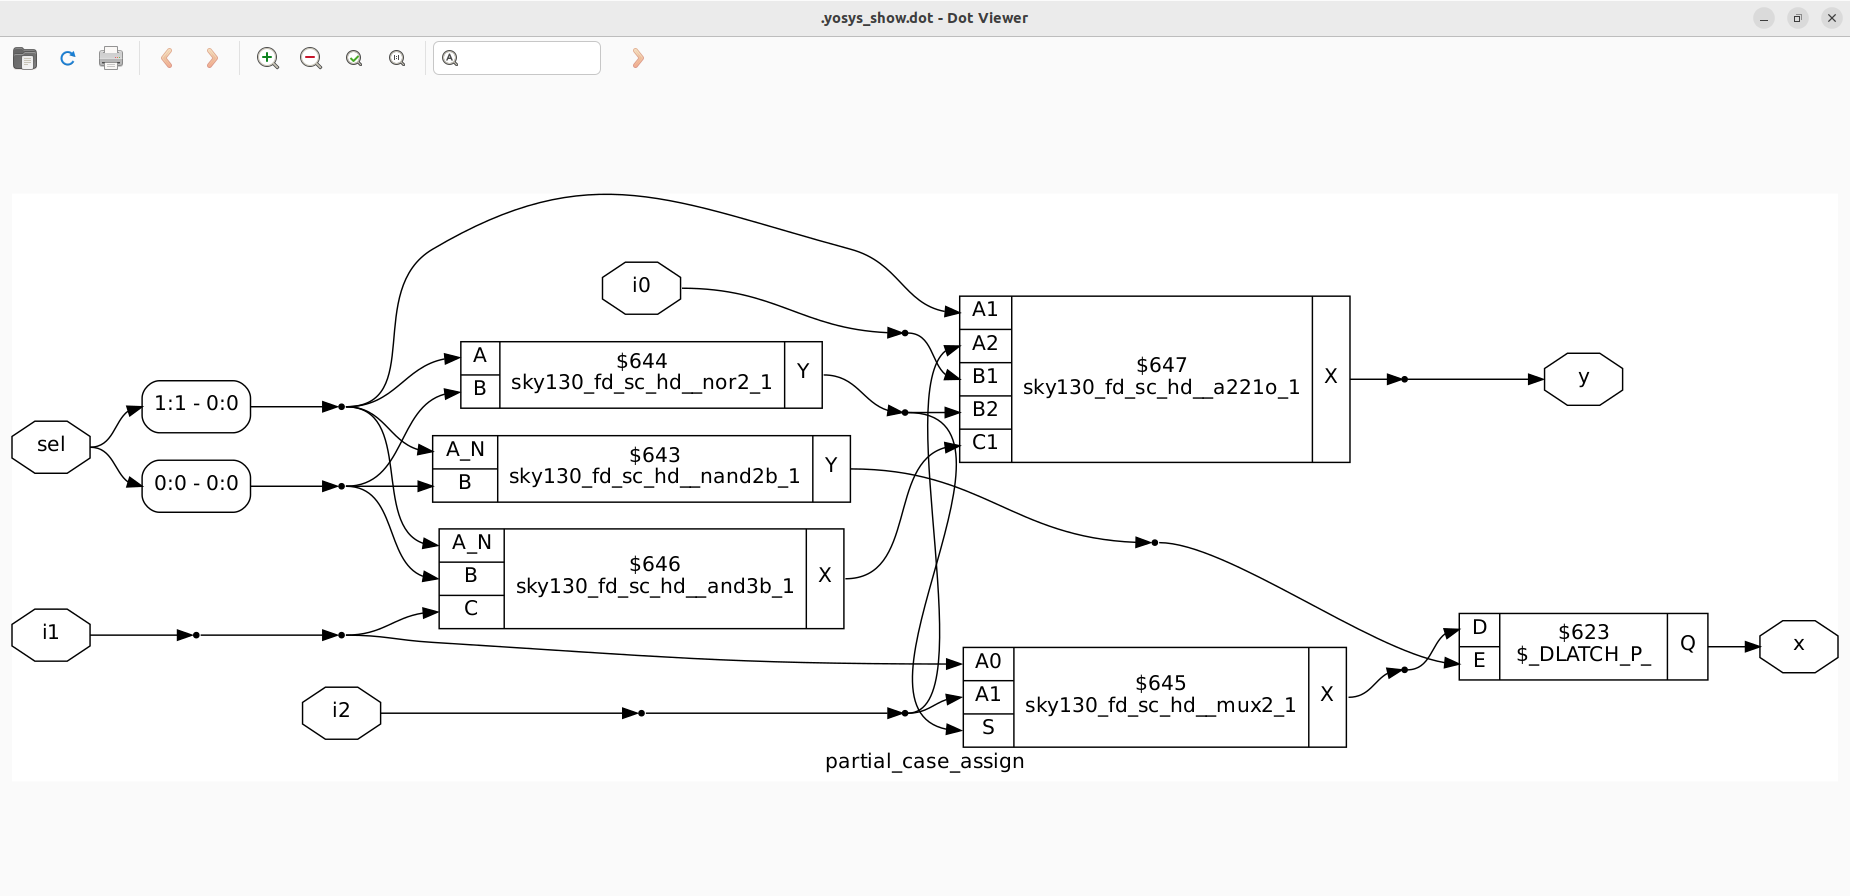 .yosys_show.dot - Dot Viewer
i0
A1
A2
B1
B2
C1
$647
sky130_fd_sc_hd__a221o_1
X
y
A
B
$644
sky130_fd_sc_hd__nor2_1
Y
1:1 - 0:0
sel
0:0 - 0:0
A_N
B
$643
sky130_fd_sc_hd__nand2b_1
Y
A_N
B
C
$646
sky130_fd_sc_hd__and3b_1
X
i1
i2
A0
A1
S
$645
sky130_fd_sc_hd__mux2_1
X
D
E
$623
$_DLATCH_P_
Q
x
partial_case_assign